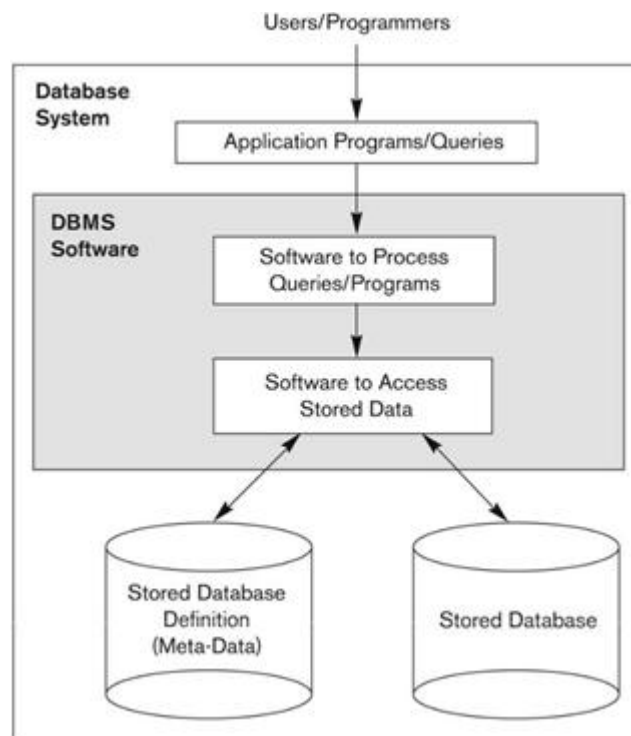 Users/Programmers
Database
System
Application Programs/Queries
DBMS
Software
Software to Process
Queries/Programs
Software to Access
Stored Data
Stored Database
Definition
(Meta-Data)
Stored Database